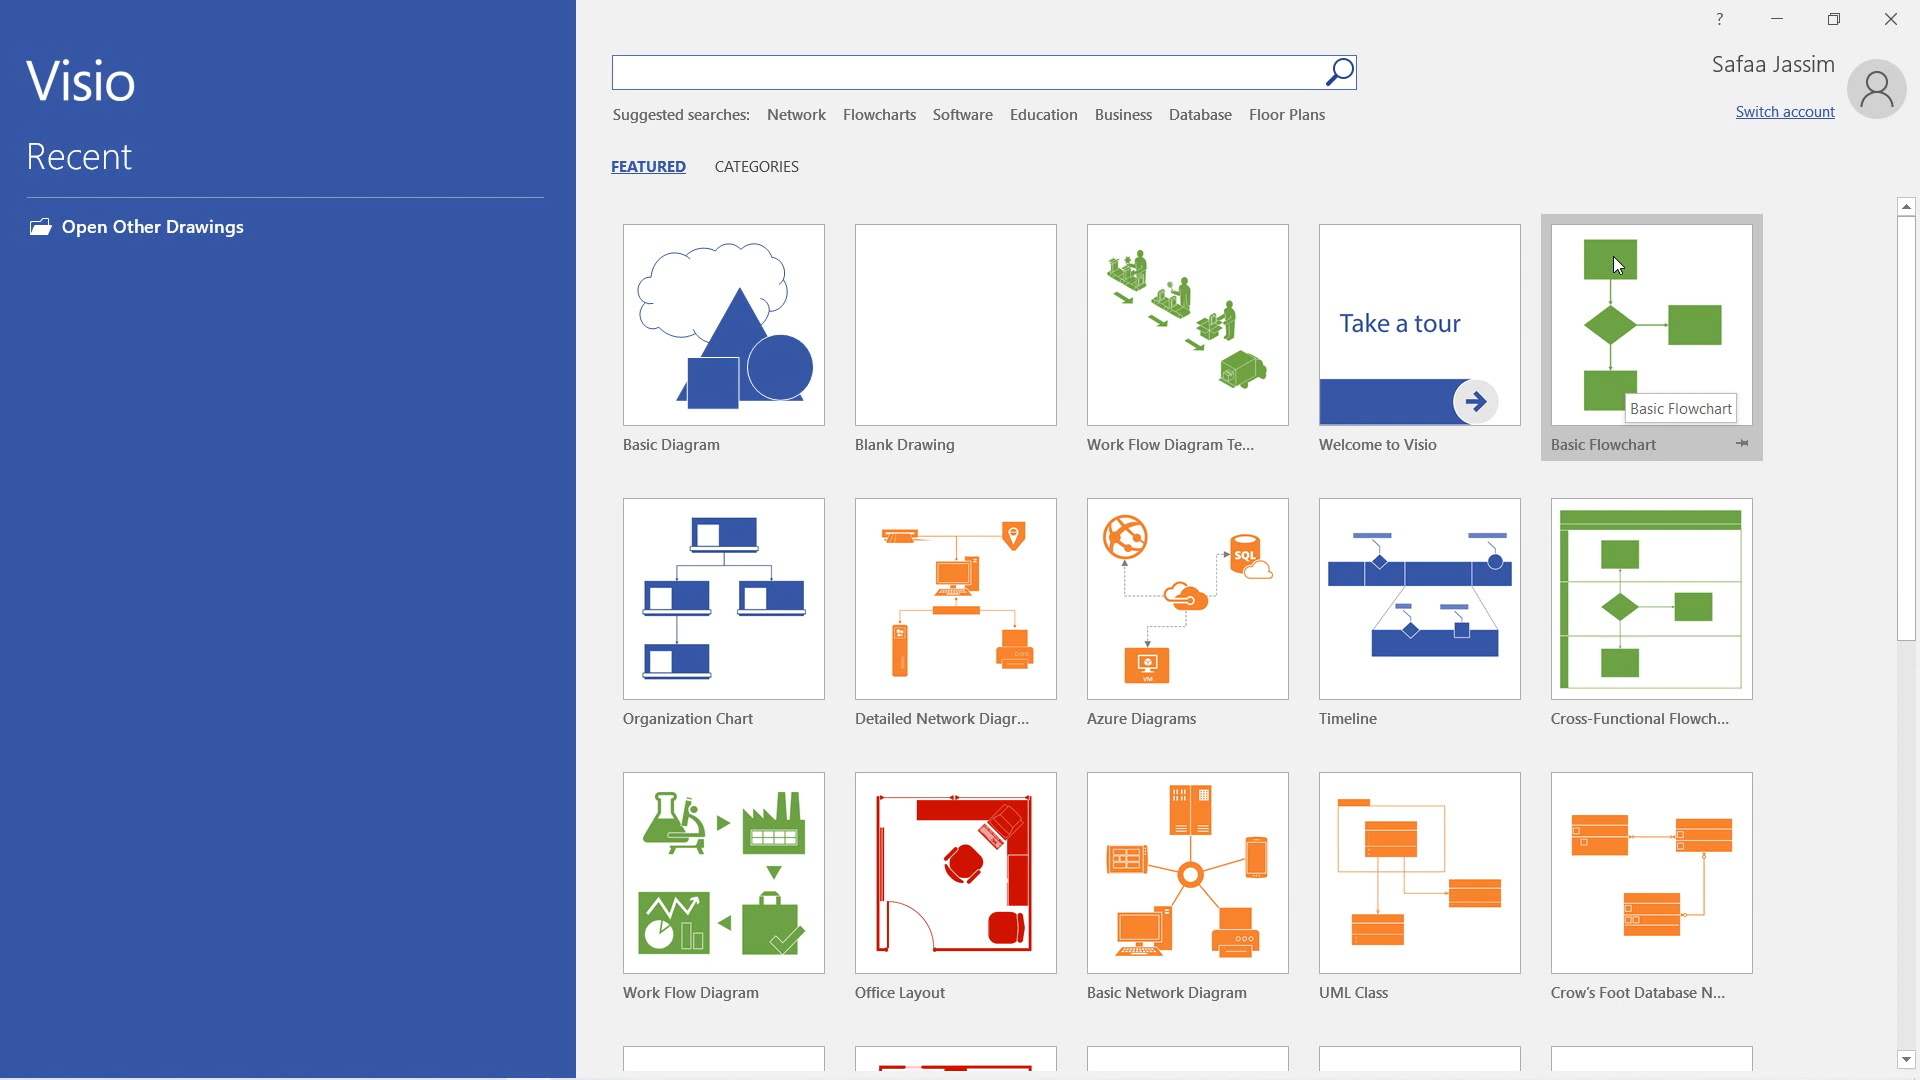 ?
Visio
Safaa Jassim
Switch account
Suggested searches: Network Flowcharts Software Education Business Database Floor Plans
Recent
FEATURED CATEGORIES
Open Other Drawings
Take a tour
Basic Flowchart
Basic Diagram
Blank Drawing
Work Flow Diagram Te...
Welcome to Visio
Basic Flowchart
SQL
VM
Organization Chart
Detailed Network Diagr...
Azure Diagrams
Timeline
Cross-Functional Flowch...
Work Flow Diagram
Office Layout
Basic Network Diagram
UML Class
Crow's Foot Database N...